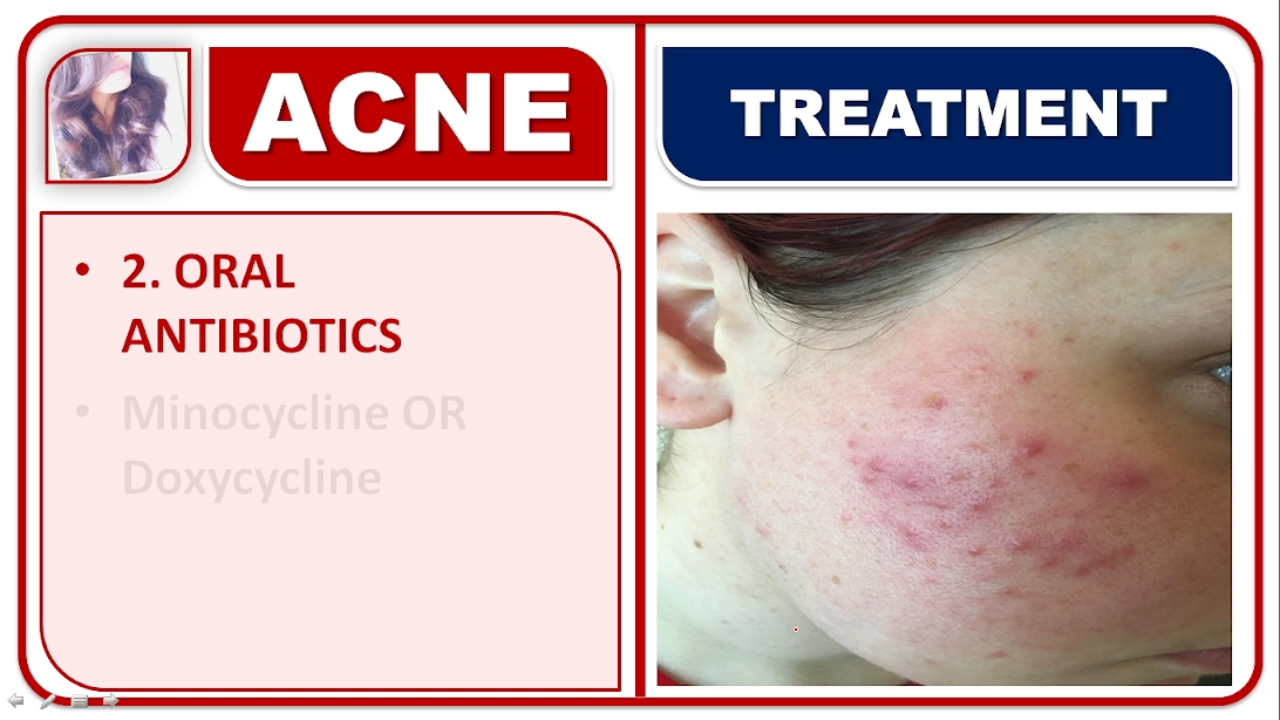 ACNE
TREATMENT
• 2. ORAL
ANTIBIOTICS
• Minocycline OR
Doxycycline